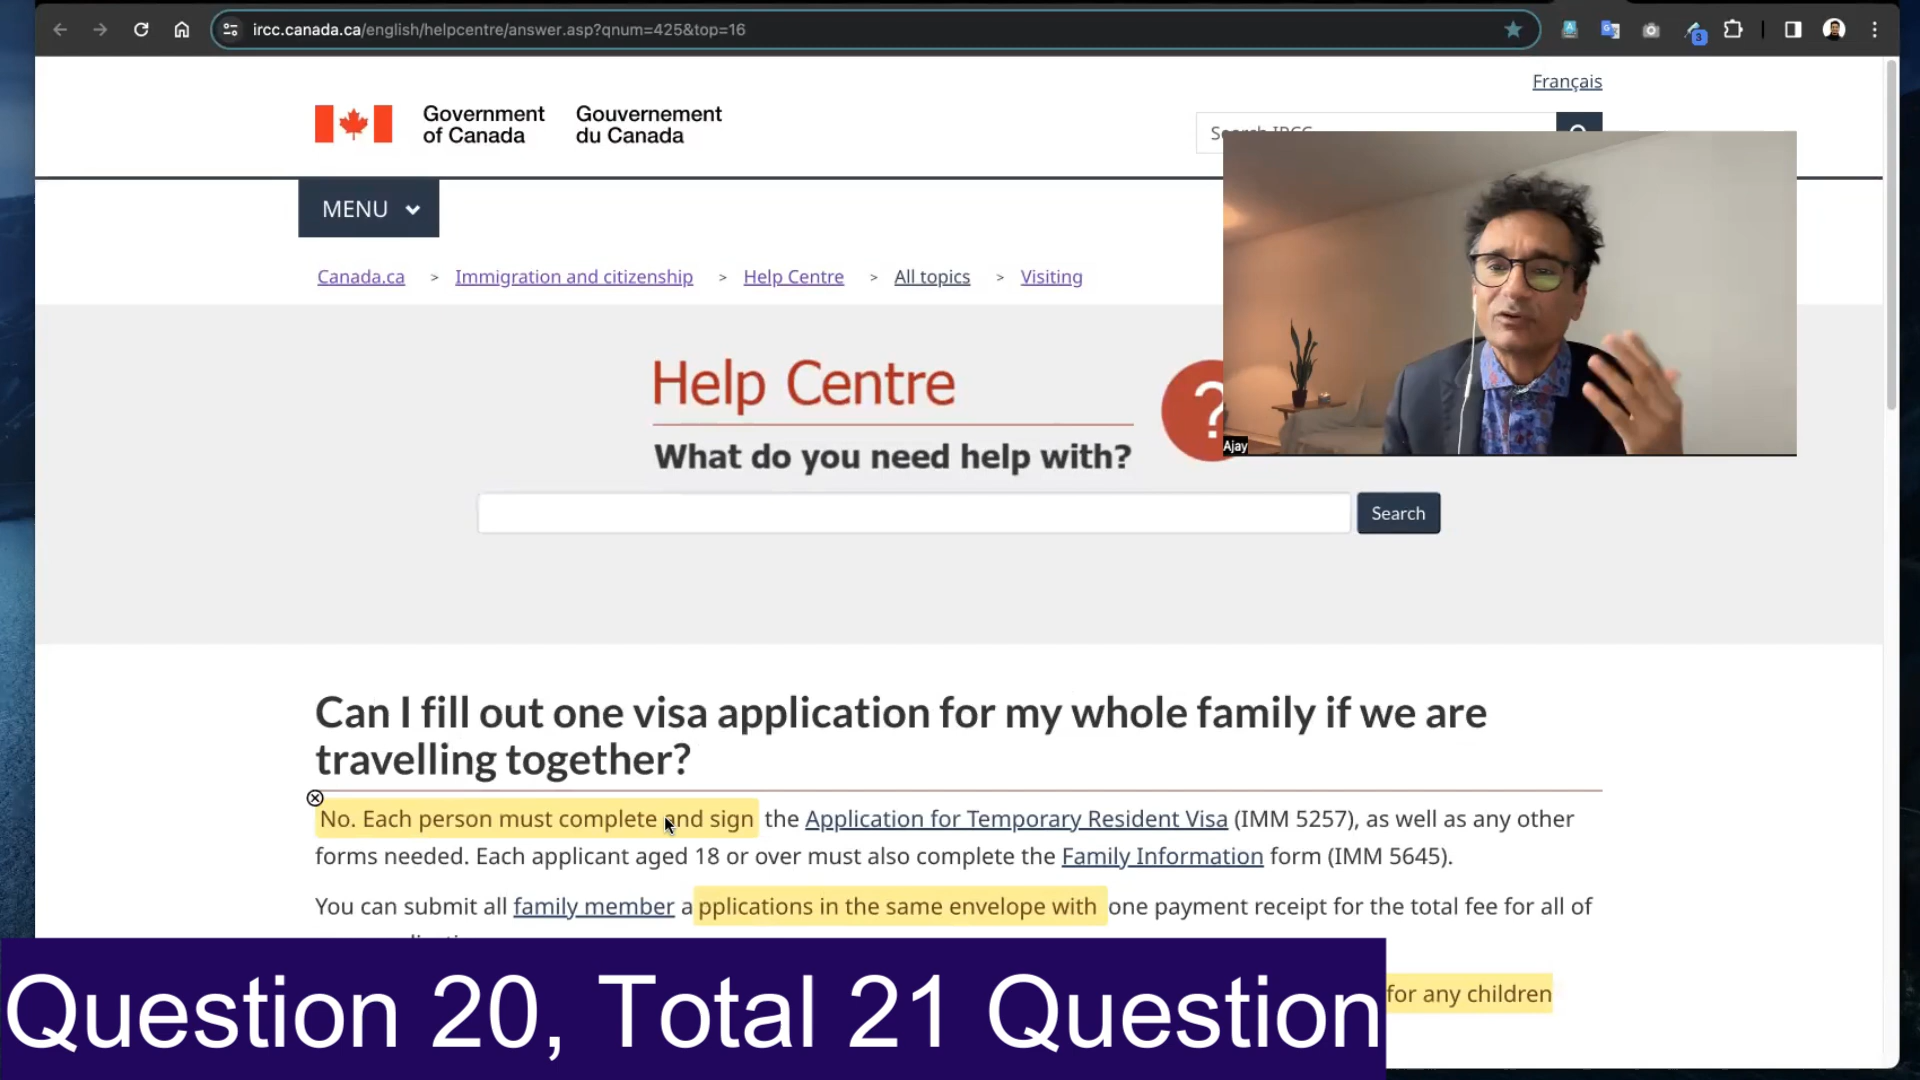 ircc.canada.ca/english/helpcentre/answer.asp?qnum=425&top=16
3
Français
Government of Canada
Gouvernement du Canada
Search IRCC
MENU
Canada.ca > Immigration and citizenship > Help Centre > All topics > Visiting
Help Centre
?
What do you need help with?
Ajay
Search
Can I fill out one visa application for my whole family if we are
travelling together?
No. Each person must complete and sign the Application for Temporary Resident Visa (IMM 5257), as well as any other
forms needed. Each applicant aged 18 or over must also complete the Family Information form (IMM 5645).
You can submit all family member applications in the same envelope with one payment receipt for the total fee for all of
for any children
Question 20, Total 21 Question